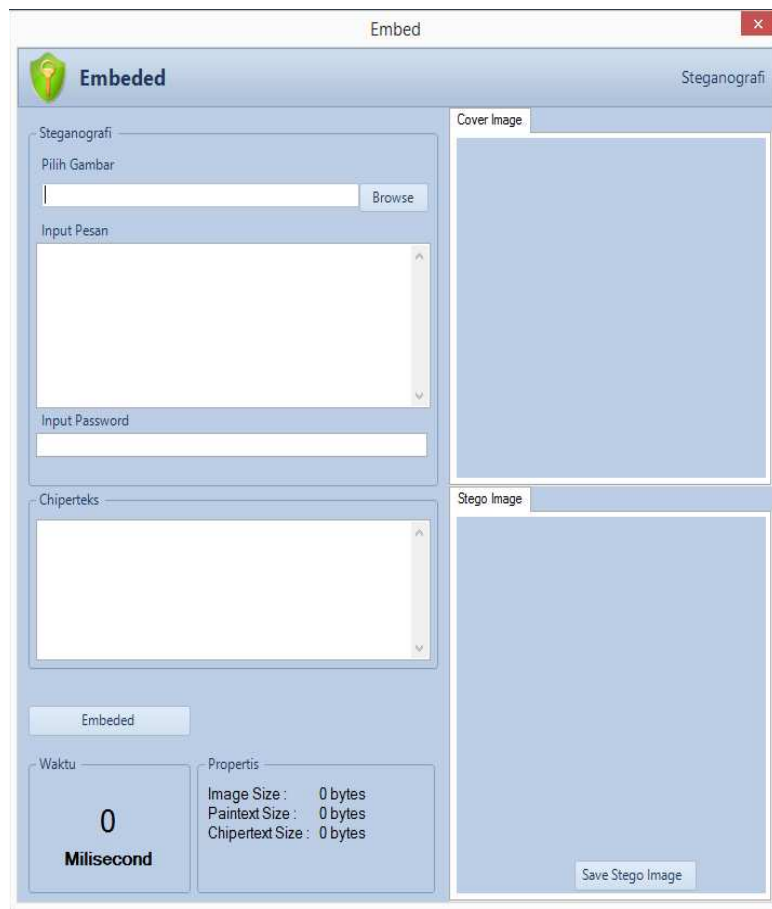 Embed
Embeded
Steganografi
Steganografi
Pilih Gambar
Browse
Input Pesan
Input Password
Chiperteks
Embeded
Waktu
0
Milisecond
Propertis
Image Size : 0 bytes
Paintext Size : 0 bytes
Chipertext Size : 0 bytes
Cover Image
Stego Image
Save Stego Image